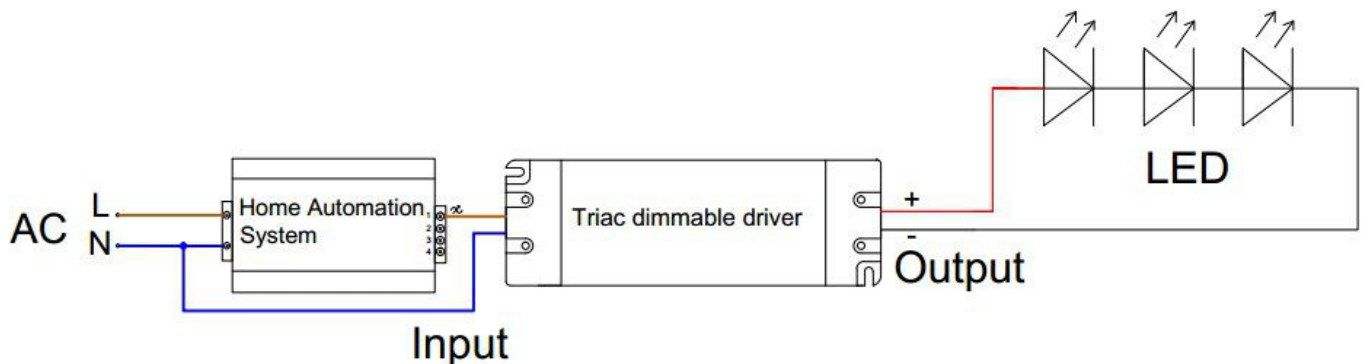 AC
L
N
Home Automation
System
1
2
3
4
Input
Triac dimmable driver
+
-
Output
LED